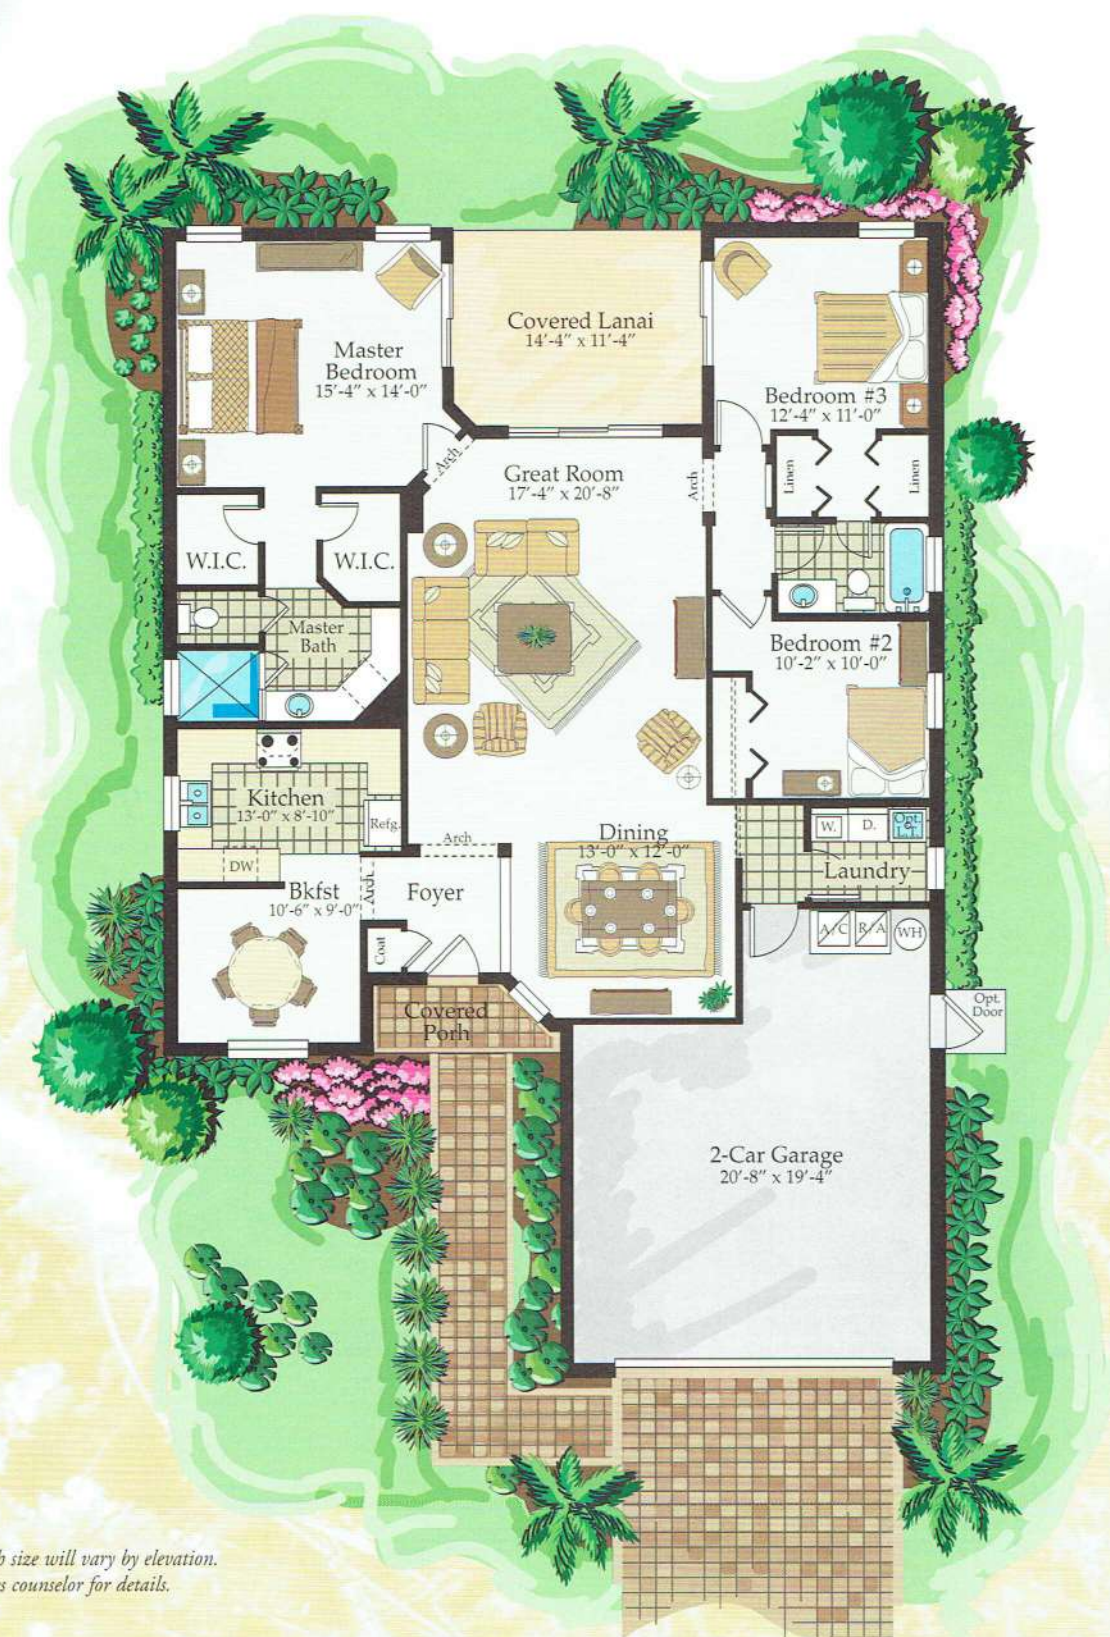 Covered Lanai
14'-4" x 11'-4"
Master
Bedroom
15'-4" x 14'-0"
Bedroom #3
12'-4" x 11'-0"
Arch
Great Room
17'-4" x 20'-8"
Arch
Linen
Linen
W.I.C.
W.I.C.
Master
Bath
Bedroom #2
10'-2" x 10'-0"
Kitchen
13'-0" x 8'-10"
Refg.
DW
Arch
Dining
13'-0" x 12'-0"
W.
D.
Opt.
L.T.
Laundry
Bkfst
10'-6" x 9'-0"
Arch
Foyer
Coat
A/C
R/A
WH
Covered
Porh
Opt.
Door
2-Car Garage
20'-8" x 19'-4"
size will vary by elevation.
counselor for details.